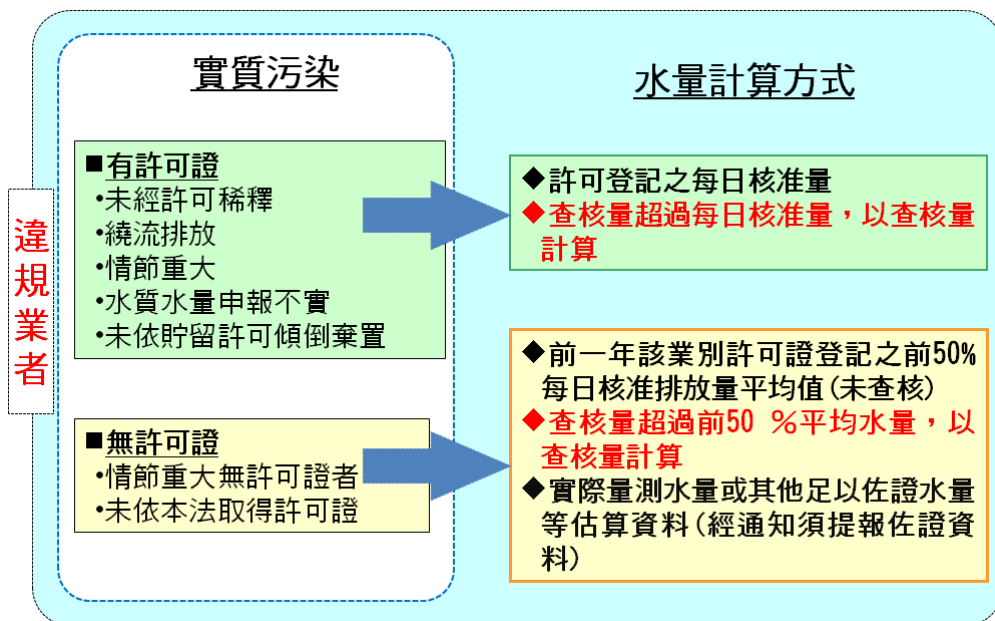 違規業者
實質污染
■有許可證
•未經許可稀釋
•繞流排放
•情節重大
•水質水量申報不實
•未依貯留許可傾倒棄置
■無許可證
•情節重大無許可證者
•未依本法取得許可證
水量計算方式
◆許可登記之每日核准量
◆查核量超過每日核准量，以查核量
計算
◆前一年該業別許可證登記之前50%
每日核准排放量平均值(未查核)
◆查核量超過前50 %平均水量，以
查核量計算
◆實際量測水量或其他足以佐證水量
等估算資料(經通知須提報佐證資
料)